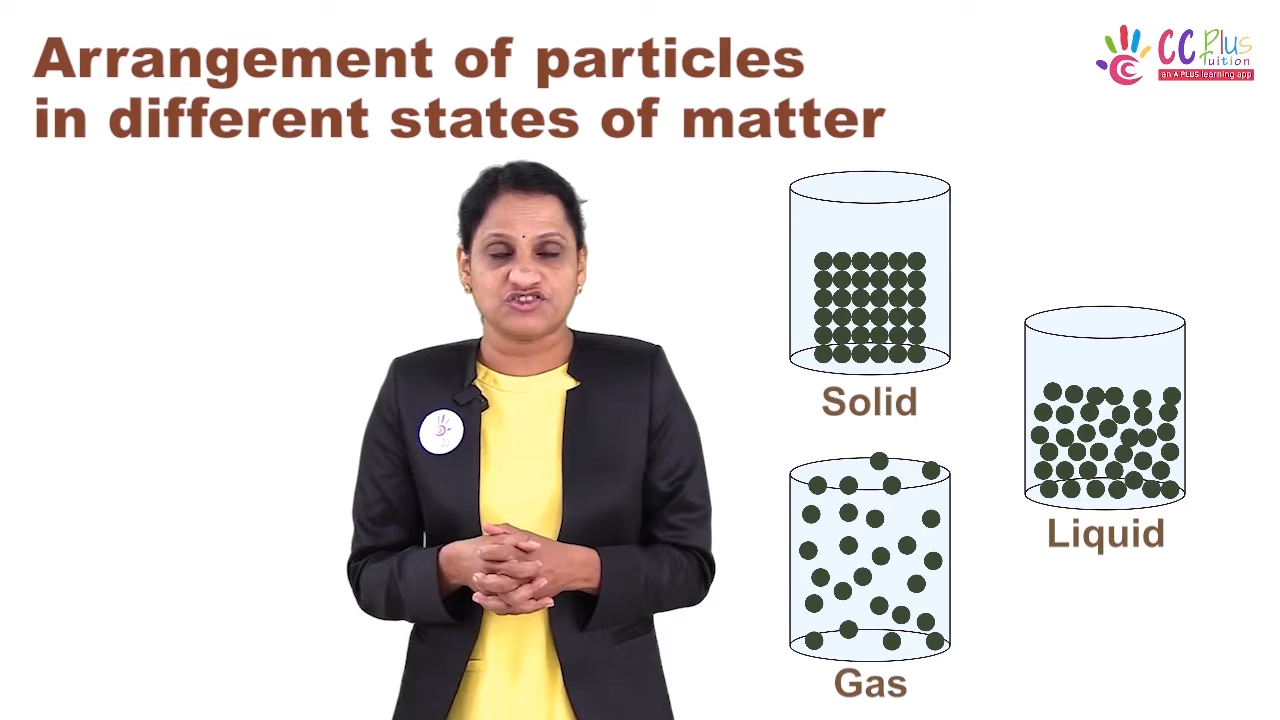 Arrangement of particles
in different states of matter
CC Plus
Tuition
an A PLUS learning app
Solid
Liquid
Gas